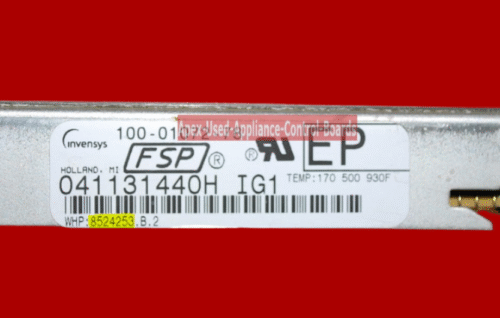 Apex-Used-Appliance-Control-Boards
invensys
HOLLAND, MI
FSP® ® EP
041131440H IG1
TEMP:170 500 930F
WHP:8524253.B.2